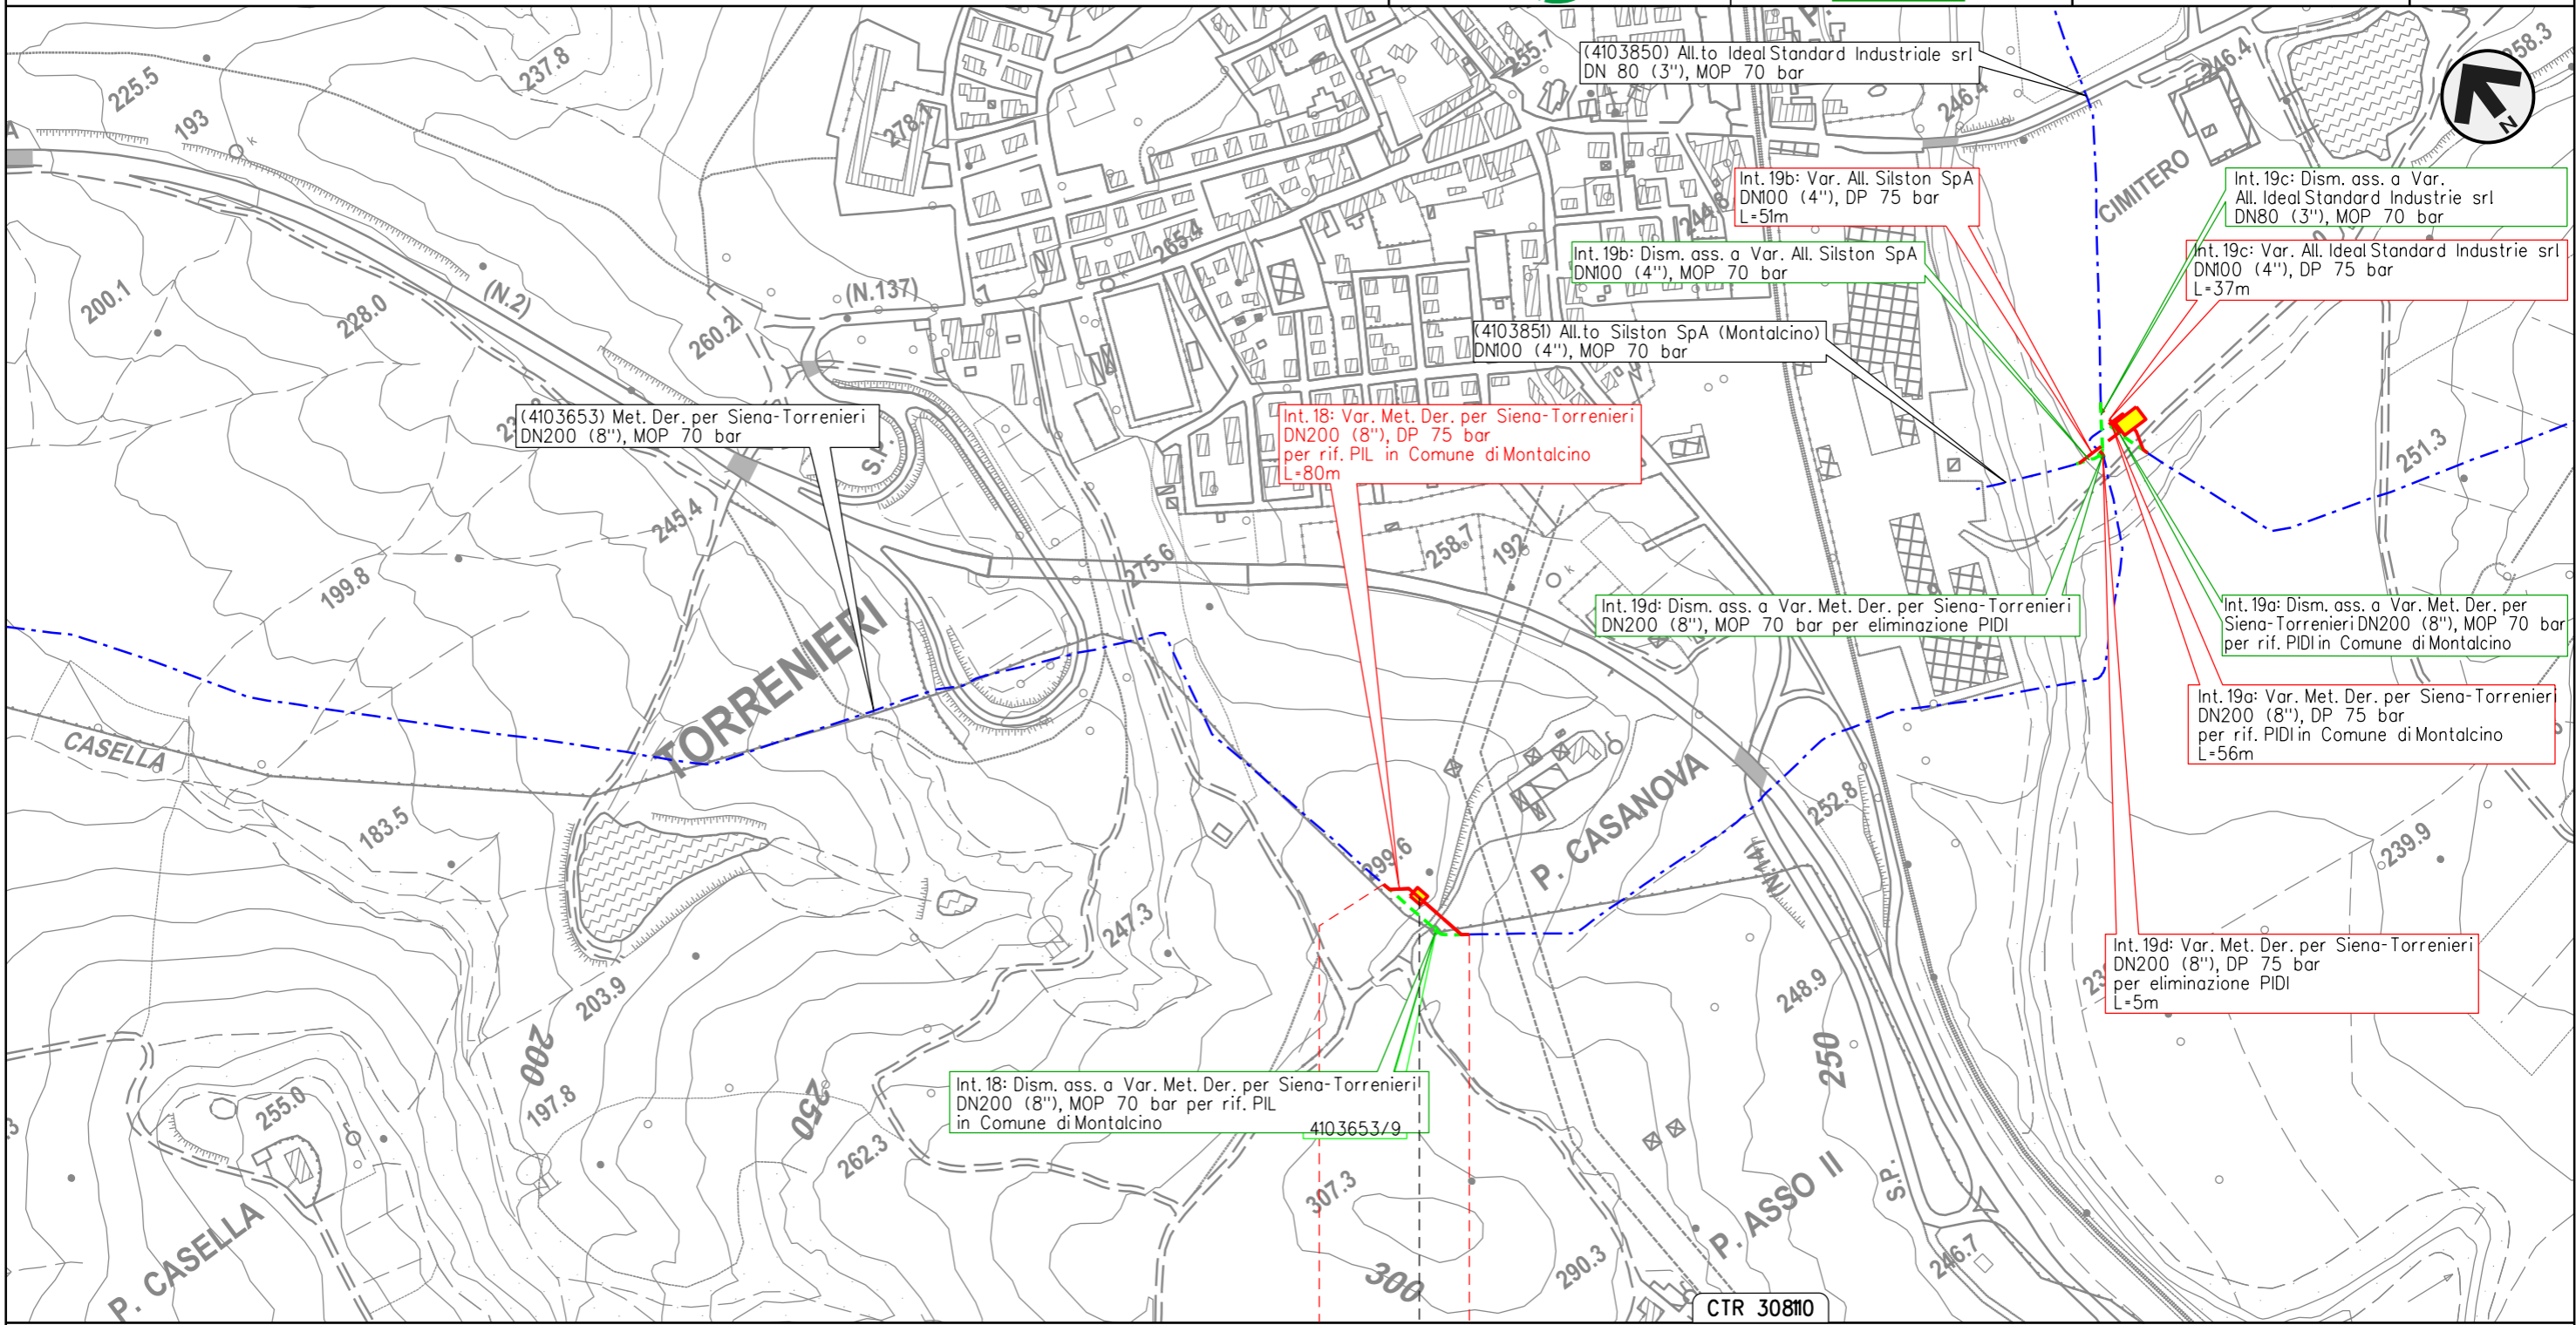 (4103850) All.to Ideal Standard Industriale srl
DN 80 (3"), MOP 70 bar
255.7
246.4
258.3
N
237.8
225.5
193
k
278.1
246.4
CIMITERO
Int. 19b: Var. All. Silston SpA
DN100 (4"), DP 75 bar
L=51m
Int. 19c: Dism. ass. a Var.
All. Ideal Standard Industrie srl
DN80 (3"), MOP 70 bar
244.8
265.4
Int. 19b: Dism. ass. a Var. All. Silston SpA
DN100 (4"), MOP 70 bar
Int. 19c: Var. All. Ideal Standard Industrie srl
DN100 (4"), DP 75 bar
L=37m
k
(N.2)
(N.137)
200.1
228.0
260.2
(4103851) All.to Silston SpA (Montalcino)
DN100 (4"), MOP 70 bar
(4103653) Met. Der. per Siena-Torrenieri
DN200 (8"), MOP 70 bar
S.P.
Int. 18: Var. Met. Der. per Siena-Torrenieri
DN200 (8"), DP 75 bar
per rif. PIL in Comune di Montalcino
L=80m
251.3
245.4
275.6
258.7
192
k
199.8
TORRENIERI
Int. 19d: Dism. ass. a Var. Met. Der. per Siena-Torrenieri
DN200 (8"), MOP 70 bar per eliminazione PIDI
Int. 19a: Dism. ass. a Var. Met. Der. per
Siena-Torrenieri DN200 (8"), MOP 70 bar
per rif. PIDI in Comune di Montalcino
Int. 19a: Var. Met. Der. per Siena-Torrenieri
DN200 (8"), DP 75 bar
per rif. PIDI in Comune di Montalcino
L=56m
CASELLA
183.5
P. CASANOVA
252.8
299.6
(N.14)
239.9
247.3
Int. 19d: Var. Met. Der. per Siena-Torrenieri
DN200 (8"), DP 75 bar
per eliminazione PIDI
L=5m
203.9
248.9
200
250
197.8
255.0
250
262.3
Int. 18: Dism. ass. a Var. Met. Der. per Siena-Torrenieri
DN200 (8"), MOP 70 bar per rif. PIL
in Comune di Montalcino
4103653/9
307.3
P. ASSO II
S.P.
P. CASELLA
300
290.3
246.7
CTR 308110